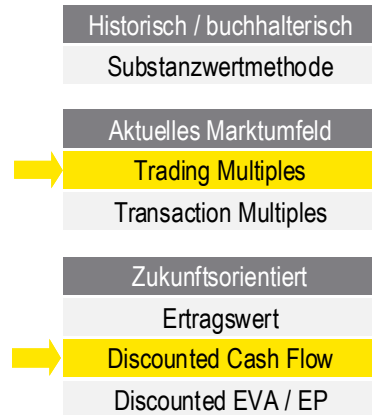 Historisch / buchhalterisch
Substanzwertmethode
Aktuelles Marktumfeld
Trading Multiples
Transaction Multiples
Zukunftsorientiert
Ertragswert
Discounted Cash Flow
Discounted EVA / EP